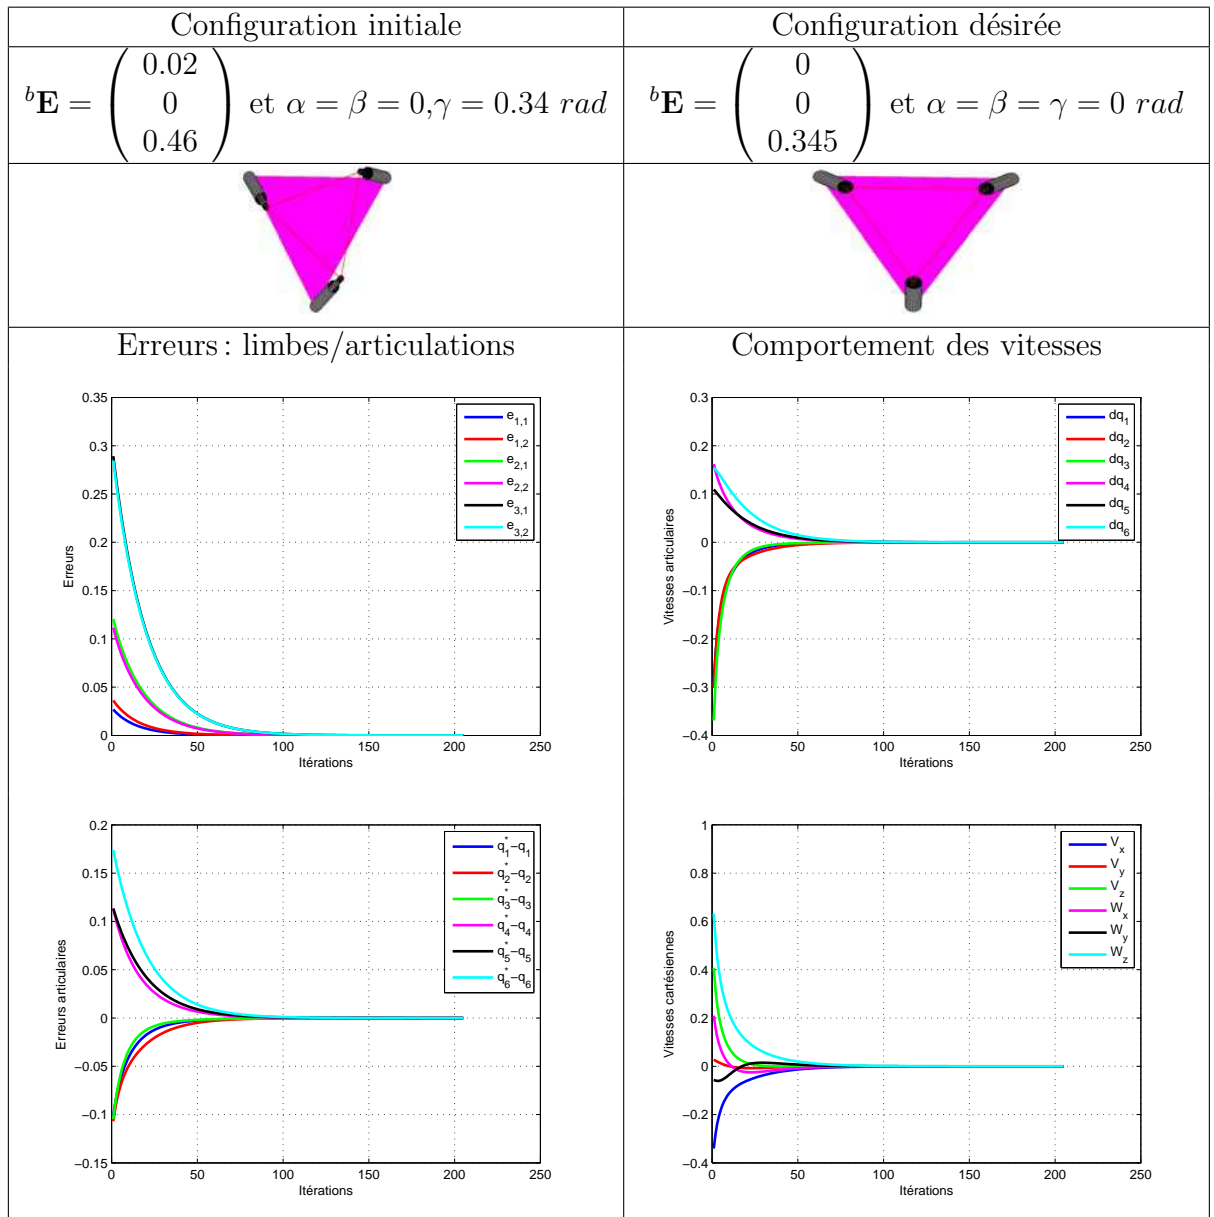 Configuration initiale
Configuration désirée
ᵇE = ( 0.02 0 0.46 ) et α = β = 0,γ = 0.34 rad
ᵇE = ( 0 0 0.345 ) et α = β = γ = 0 rad
Erreurs : limbes/articulations
Comportement des vitesses
0.35
0.3
0.25
0.2
0.15
0.1
0.05
0
Erreurs
0 50 100 150 200 250
Itérations
e1,1
e1,2
e2,1
e2,2
e3,1
e3,2
0.3
0.2
0.1
0
−0.1
−0.2
−0.3
−0.4
Vitesses articulaires
0 50 100 150 200 250
Itérations
dq1
dq2
dq3
dq4
dq5
dq6
0.2
0.15
0.1
0.05
0
−0.05
−0.1
−0.15
Erreurs articulaires
0 50 100 150 200 250
Itérations
q*1−q1
q*2−q2
q*3−q3
q*4−q4
q*5−q5
q*6−q6
1
0.8
0.6
0.4
0.2
0
−0.2
−0.4
Vitesses cartésiennes
0 50 100 150 200 250
Itérations
Vx
Vy
Vz
Wx
Wy
Wz